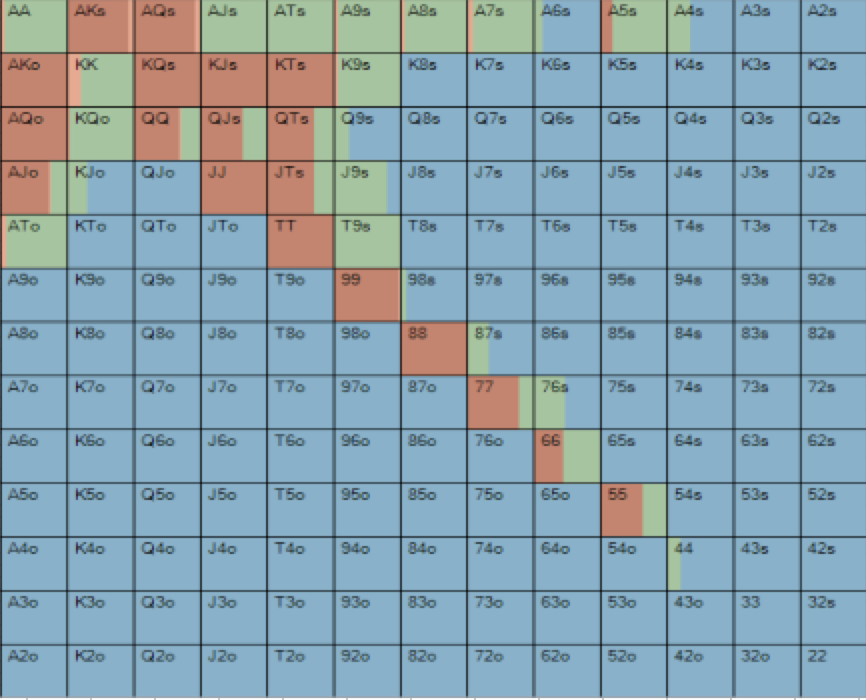 AA AKs AQs AJs ATs A9s A8s A7s A6s A5s A4s A3s A2s
AKo KK KQs KJs KTs K9s K8s K7s K6s K5s K4s K3s K2s
AQo KQo QQ QJs QTs Q9s Q8s Q7s Q6s Q5s Q4s Q3s Q2s
AJo KJo QJo JJ JTs J9s J8s J7s J6s J5s J4s J3s J2s
ATo KTo QTo JTo TT T9s T8s T7s T6s T5s T4s T3s T2s
A9o K9o Q9o J9o T9o 99 98s 97s 96s 95s 94s 93s 92s
A8o K8o Q8o J8o T8o 98o 88 87s 86s 85s 84s 83s 82s
A7o K7o Q7o J7o T7o 97o 87o 77 76s 75s 74s 73s 72s
A6o K6o Q6o J6o T6o 96o 86o 76o 66 65s 64s 63s 62s
A5o K5o Q5o J5o T5o 95o 85o 75o 65o 55 54s 53s 52s
A4o K4o Q4o J4o T4o 94o 84o 74o 64o 54o 44 43s 42s
A3o K3o Q3o J3o T3o 93o 83o 73o 63o 53o 43o 33 32s
A2o K2o Q2o J2o T2o 92o 82o 72o 62o 52o 42o 32o 22